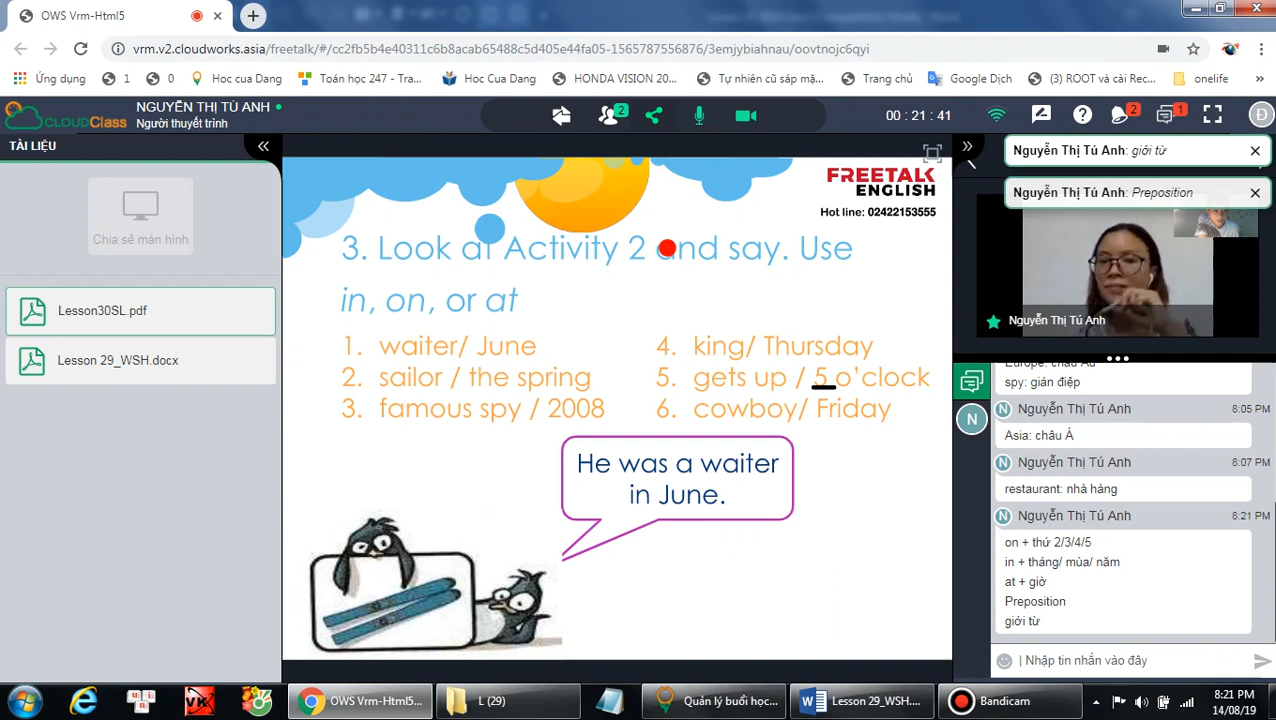 OWS Vrm-Html5
vrm.v2.cloudworks.asia/freetalk/#/cc2fb5b4e40311c6b8acab65488c5d405e44fa05-1565787556876/3emjybiahnau/oovtnojc6qyi
Ứng dụng
1
0
Hoc cua Dang
Toán học 247 - Tra...
Học Cua Dang
HONDA VISION 20...
Tự nhiên cũ sáp mặ...
Trang chủ
Google Dịch
(3) ROOT và cài Rec...
onelife
»
CLOUDClass
NGUYỄN THỊ TÚ ANH
Người thuyết trình
2
00 : 21 : 41
2
1
Đ
TÀI LIỆU
Chia sẻ màn hình
Lesson30SL.pdf
Lesson 29_WSH.docx
FREETALK
ENGLISH
Hot line: 02422153555
3. Look at Activity 2 and say. Use
in, on, or at
1. waiter/ June
2. sailor / the spring
3. famous spy / 2008
4. king/ Thursday
5. gets up / 5 o'clock
6. cowboy/ Friday
He was a waiter
in June.
Nguyễn Thị Tú Anh: giới từ
Nguyễn Thị Tú Anh: Preposition
Nguyễn Thị Tú Anh
Europe: châu Âu
spy: gián điệp
N
N Nguyễn Thị Tú Anh 8:05 PM
Asia: châu Á
N Nguyễn Thị Tú Anh 8:07 PM
restaurant: nhà hàng
N Nguyễn Thị Tú Anh 8:21 PM
on + thứ 2/3/4/5
in + tháng/ mùa/ năm
at + giờ
Preposition
giới từ
Nhập tin nhắn vào đây
OWS Vrm-Html5...
L (29)
Quản lý buổi học...
Lesson 29_WSH....
Bandicam
8:21 PM
14/08/19